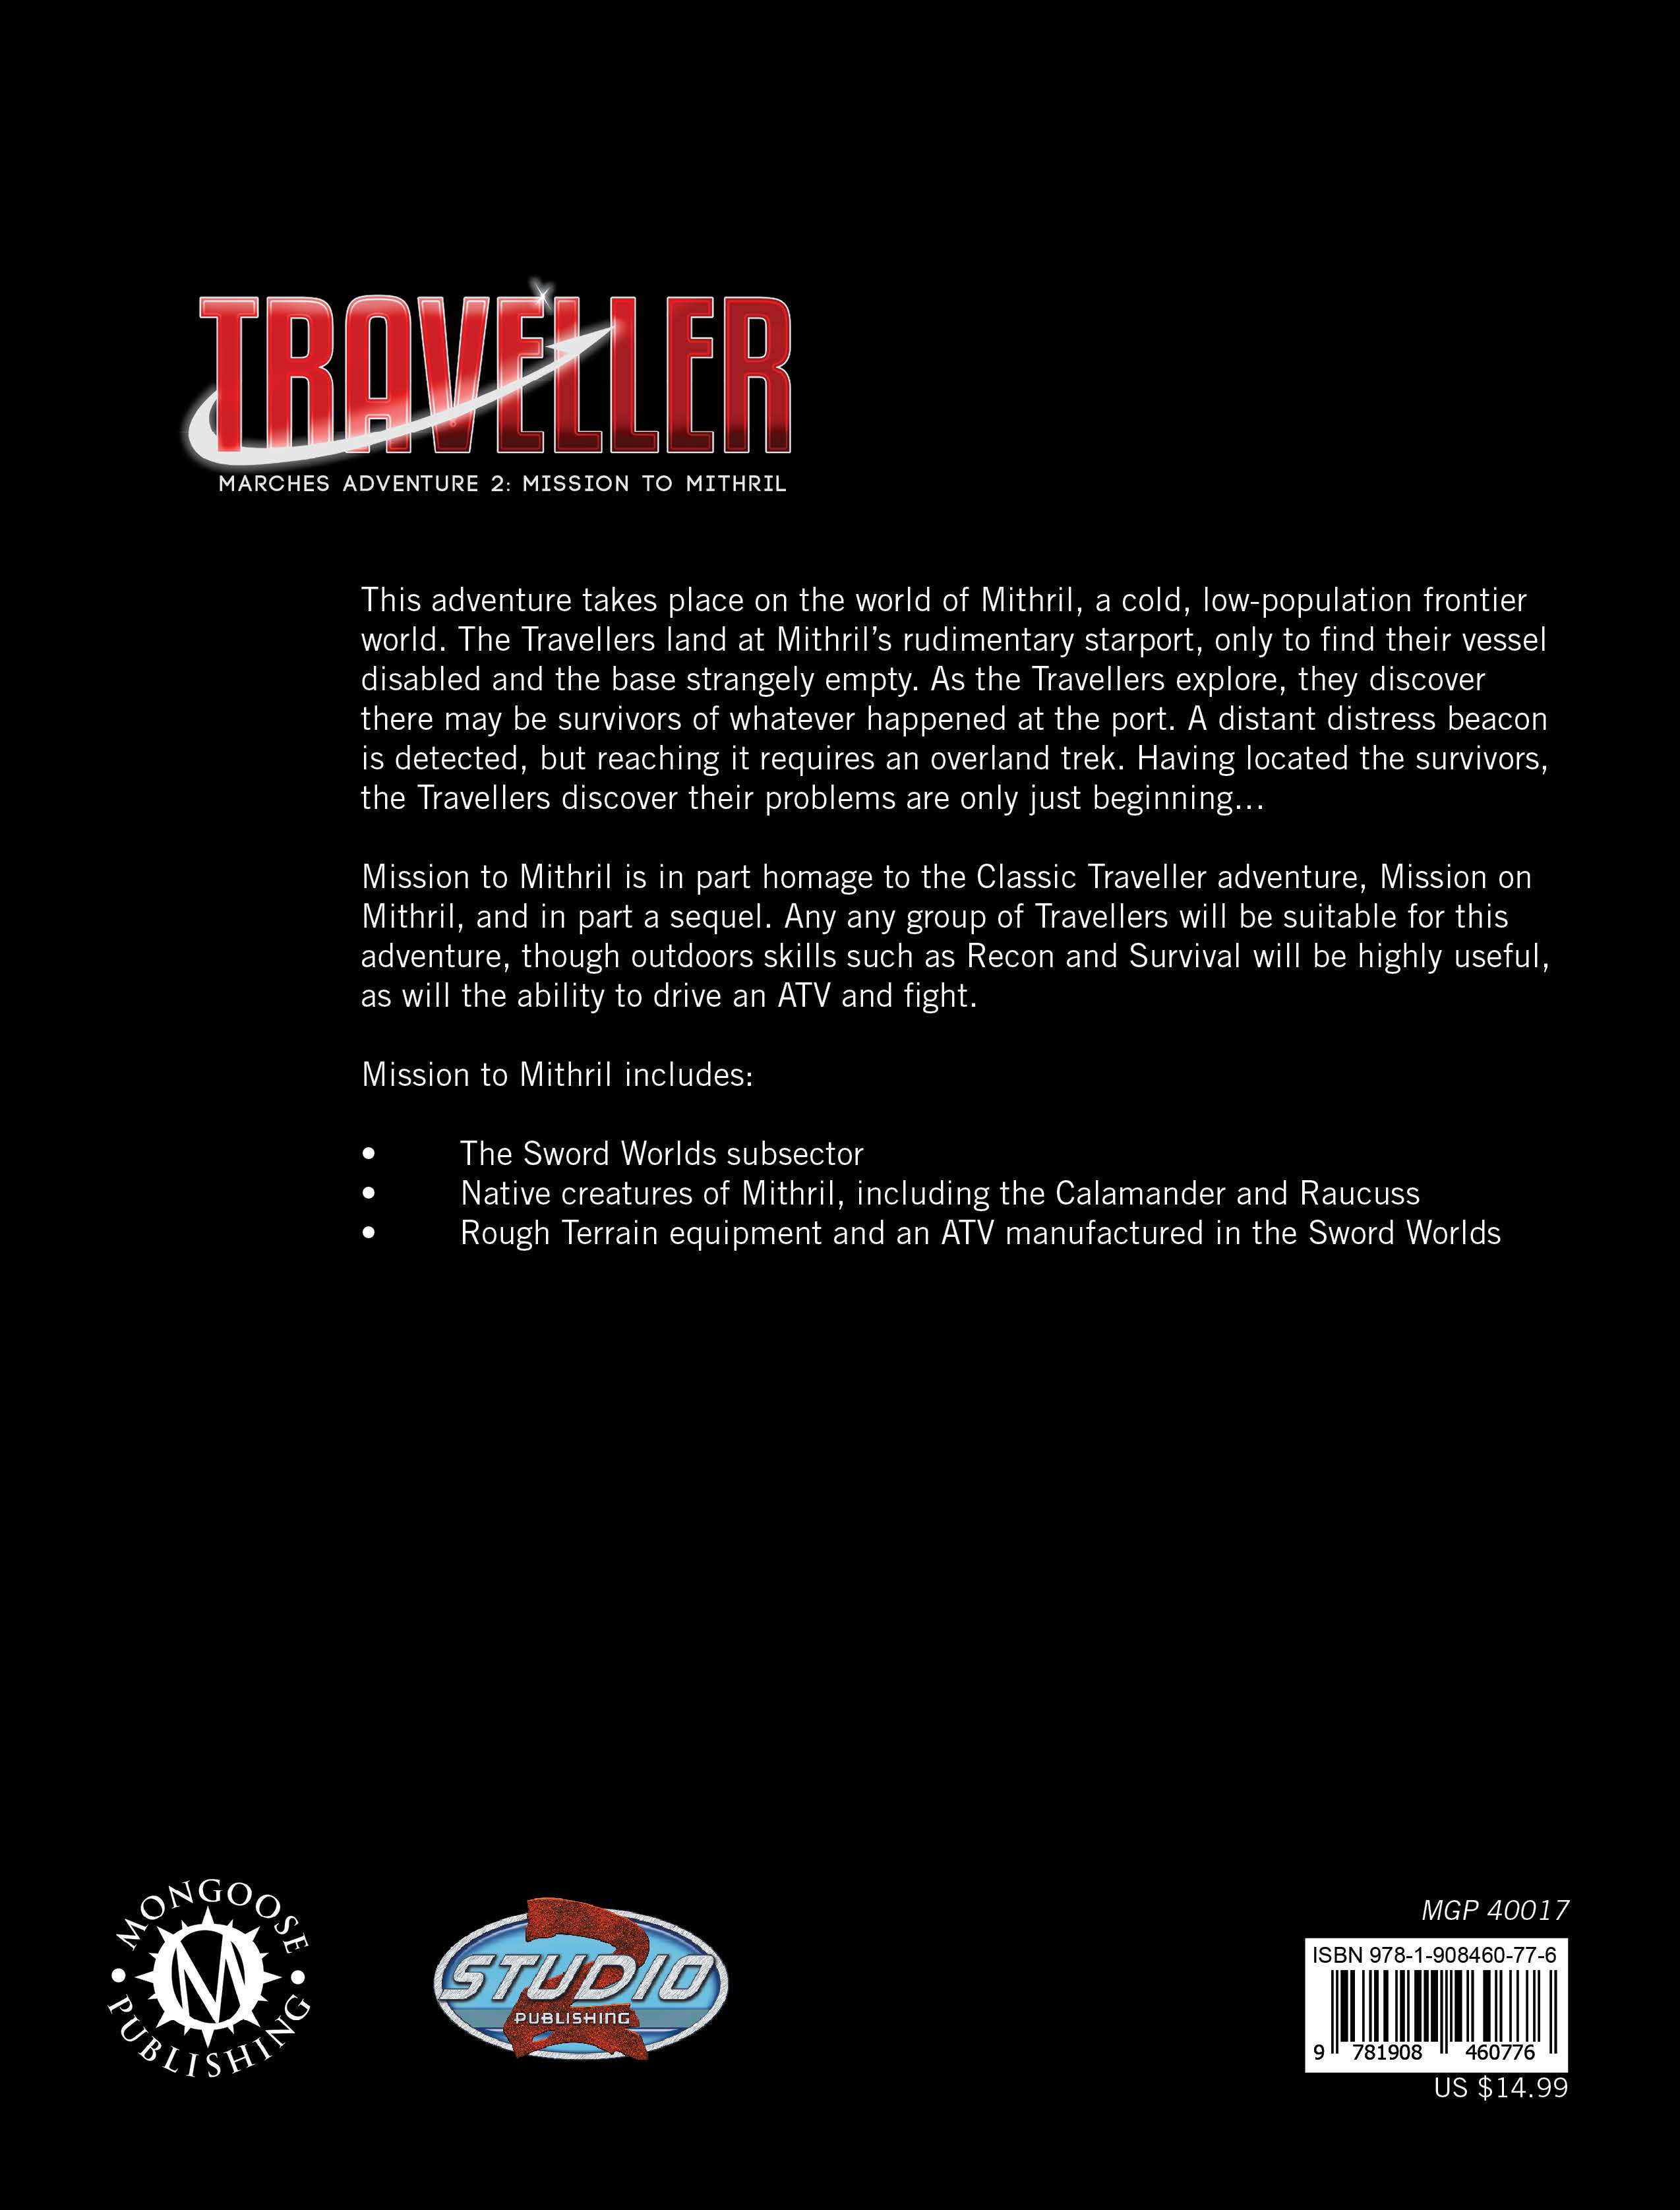 TRAVELLER
MARCHES ADVENTURE 2: MISSION TO MITHRIL
This adventure takes place on the world of Mithril, a cold, low-population frontier
world. The Travellers land at Mithril’s rudimentary starport, only to find their vessel
disabled and the base strangely empty. As the Travellers explore, they discover
there may be survivors of whatever happened at the port. A distant distress beacon
is detected, but reaching it requires an overland trek. Having located the survivors,
the Travellers discover their problems are only just beginning…
Mission to Mithril is in part homage to the Classic Traveller adventure, Mission on
Mithril, and in part a sequel. Any any group of Travellers will be suitable for this
adventure, though outdoors skills such as Recon and Survival will be highly useful,
as will the ability to drive an ATV and fight.
Mission to Mithril includes:
• The Sword Worlds subsector
• Native creatures of Mithril, including the Calamander and Raucuss
• Rough Terrain equipment and an ATV manufactured in the Sword Worlds
MONGOOSE
M
• PUBLISHING •
2
STUDIO
PUBLISHING
MGP 40017
ISBN 978-1-908460-77-6
9 781908 460776
US $14.99